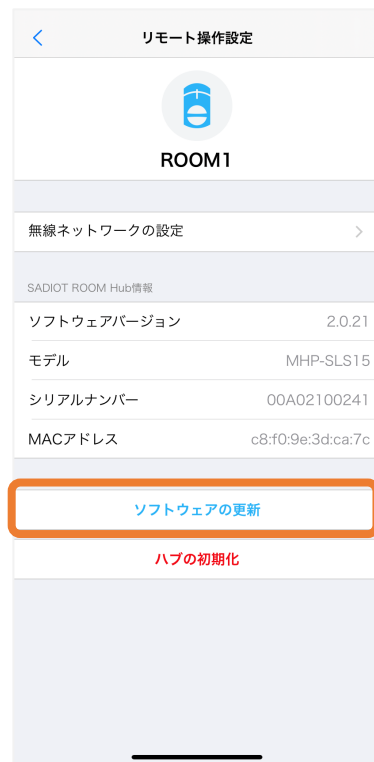 リモート操作設定
ROOM1
無線ネットワークの設定
SADIOT ROOM Hub情報
ソフトウェアバージョン 2.0.21
モデル MHP-SLS15
シリアルナンバー 00A02100241
MACアドレス c8:f0:9e:3d:ca:7c
ソフトウェアの更新
ハブの初期化